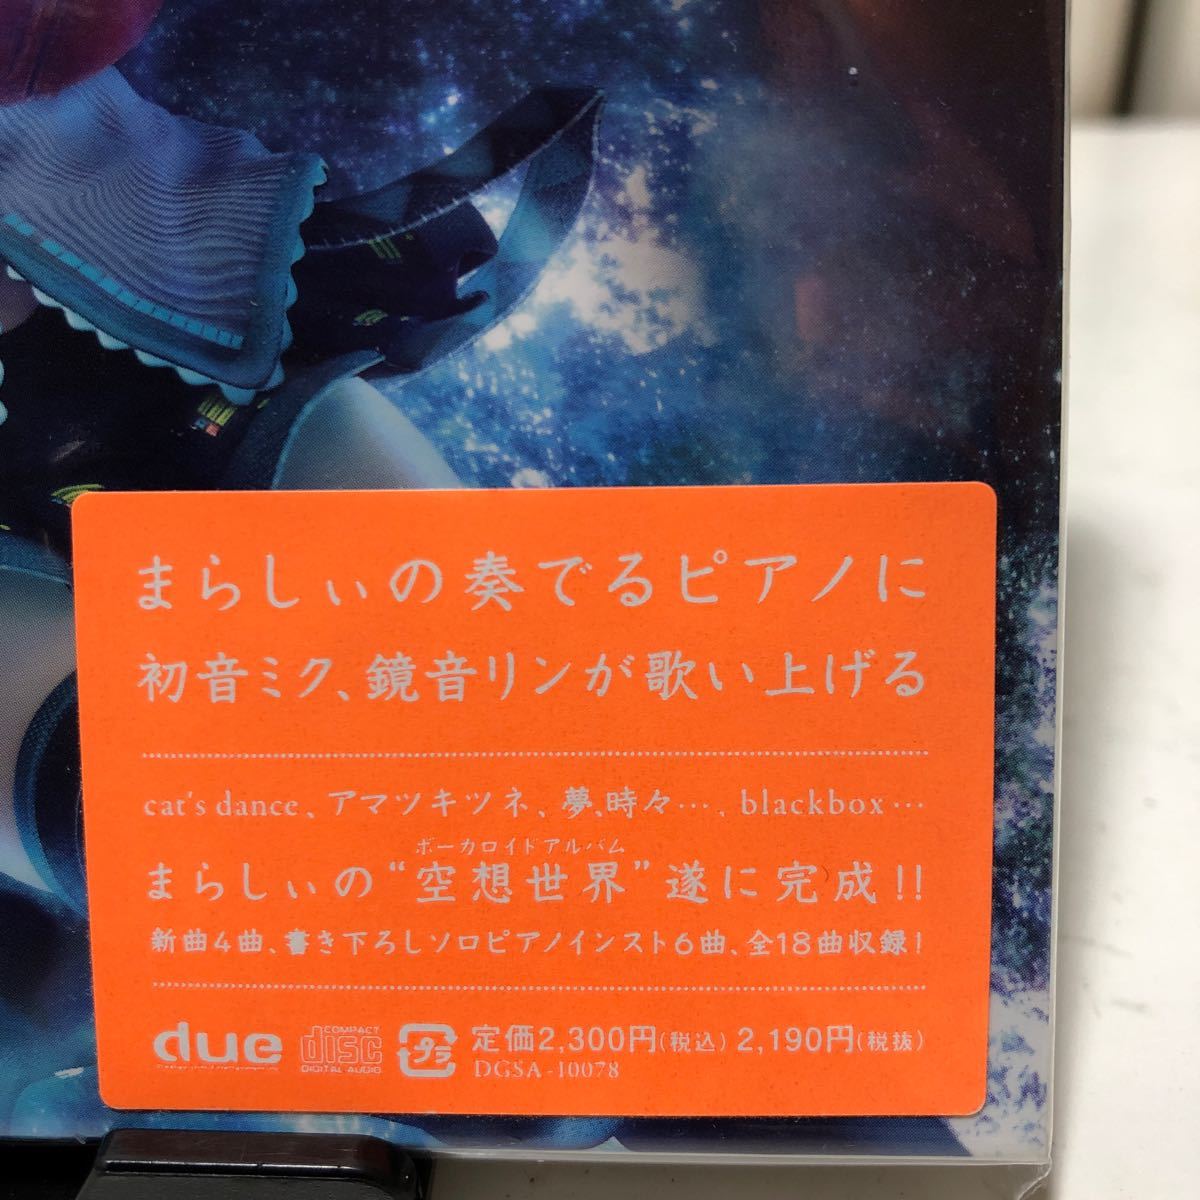 まらしぃの奏でるピアノに
初音ミク、鏡音リンが歌い上げる
cat's dance、アマツキツネ、夢、時々…、blackbox…
ボーカロイドアルバム
まらしぃの“空想世界”遂に完成!!
新曲4曲、書き下ろしソロピアノインスト6曲、全18曲収録!
due COMPACT disc DIGITAL AUDIO プラ 定価2,300円(税込) 2,190円(税抜)
DGSA-10078